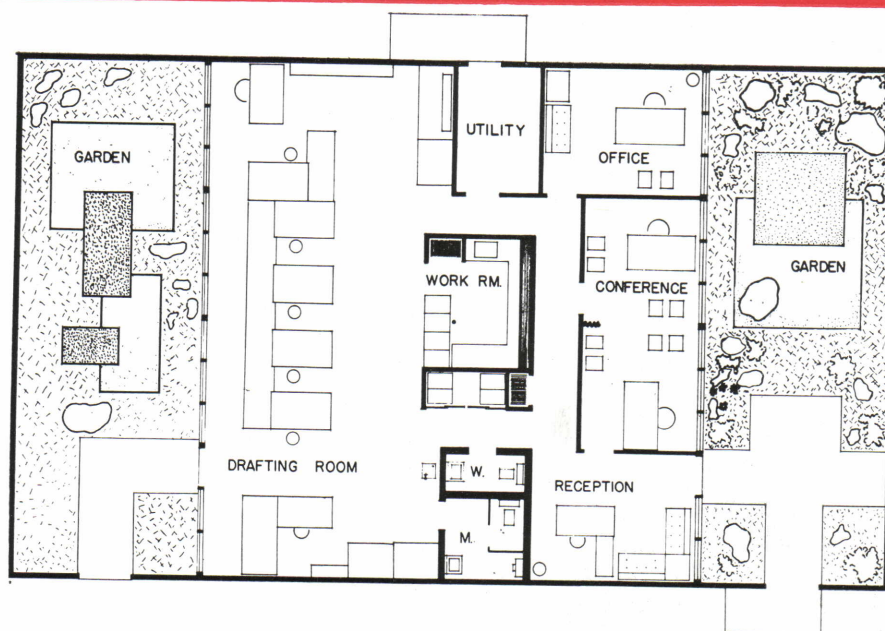 UTILITY
GARDEN
OFFICE
GARDEN
WORK RM.
CONFERENCE
DRAFTING ROOM
W.
RECEPTION
M.